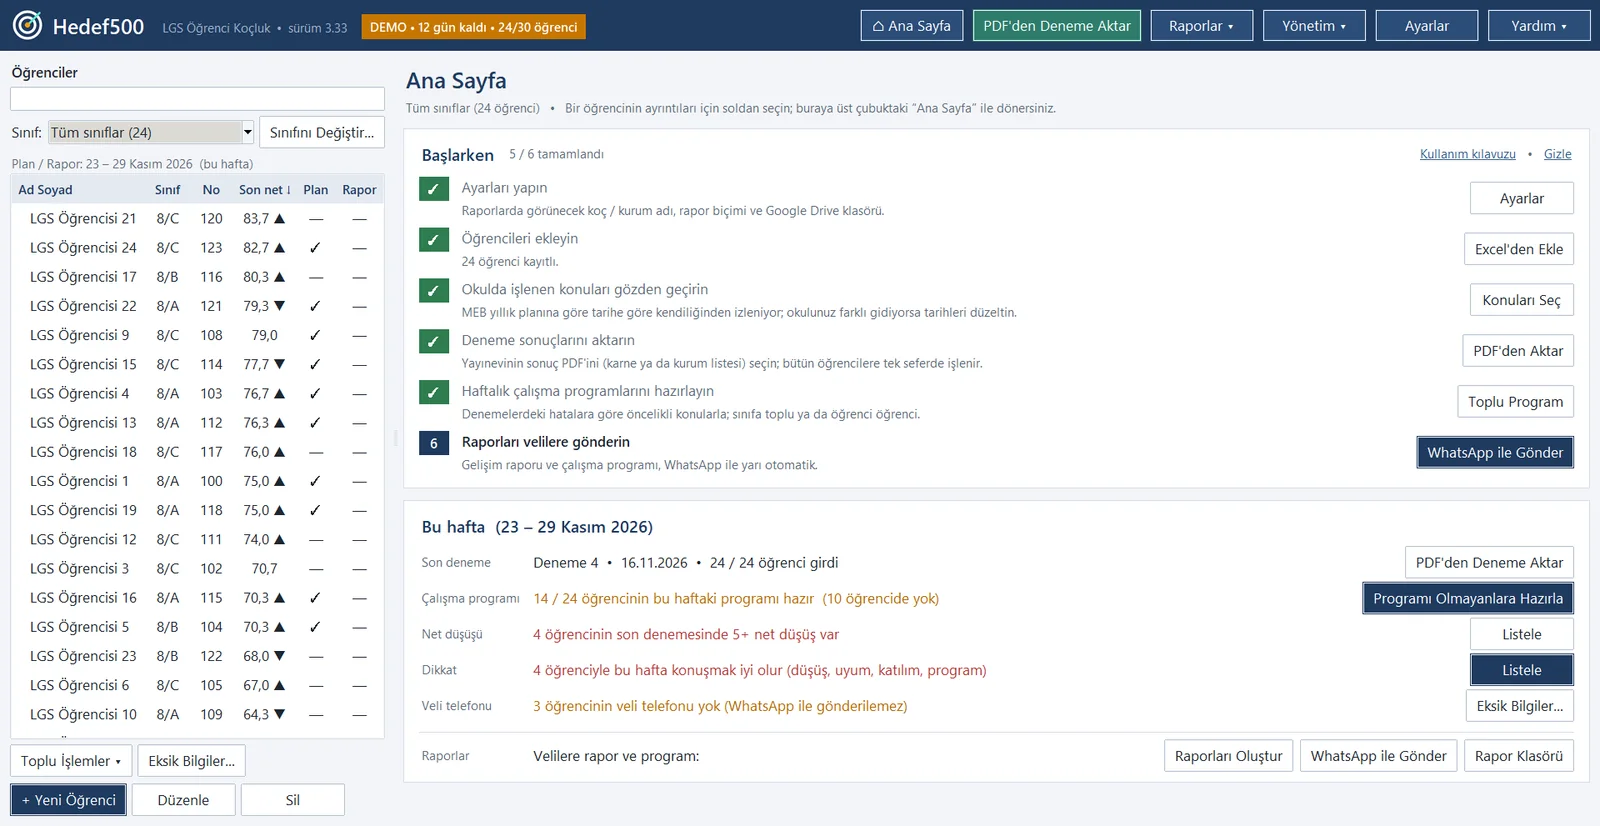 Hedef500 LGS Öğrenci Koçluk • sürüm 3.33 DEMO • 12 gün kaldı • 24/30 öğrenci
Ana Sayfa PDF'den Deneme Aktar Raporlar Yönetim Ayarlar Yardım
Öğrenciler
Sınıf: Tüm sınıflar (24) Sınıfını Değiştir...
Plan / Rapor: 23 – 29 Kasım 2026 (bu hafta)
Ad Soyad Sınıf No Son net ↓ Plan Rapor
LGS Öğrencisi 21 8/C 120 83,7 ▲ — —
LGS Öğrencisi 24 8/C 123 82,7 ▲ ✓ —
LGS Öğrencisi 17 8/B 116 80,3 ▲ — —
LGS Öğrencisi 22 8/A 121 79,3 ▼ ✓ —
LGS Öğrencisi 9 8/C 108 79,0 ✓ —
LGS Öğrencisi 15 8/C 114 77,7 ▼ ✓ —
LGS Öğrencisi 4 8/A 103 76,7 ▲ ✓ —
LGS Öğrencisi 13 8/A 112 76,3 ▲ ✓ —
LGS Öğrencisi 18 8/C 117 76,0 ▲ — —
LGS Öğrencisi 1 8/A 100 75,0 ▲ ✓ —
LGS Öğrencisi 19 8/A 118 75,0 ▲ ✓ —
LGS Öğrencisi 12 8/C 111 74,0 ▲ — —
LGS Öğrencisi 3 8/C 102 70,7 — —
LGS Öğrencisi 16 8/A 115 70,3 ▲ ✓ —
LGS Öğrencisi 5 8/B 104 70,3 ▲ ✓ —
LGS Öğrencisi 23 8/B 122 68,0 ▼ — —
LGS Öğrencisi 6 8/C 105 67,0 ▲ — —
LGS Öğrencisi 10 8/A 109 64,3 ▼ — —
Toplu İşlemler Eksik Bilgiler...
+ Yeni Öğrenci Düzenle Sil
Ana Sayfa
Tüm sınıflar (24 öğrenci) • Bir öğrencinin ayrıntıları için soldan seçin; buraya üst çubuktaki “Ana Sayfa” ile dönersiniz.
Başlarken 5 / 6 tamamlandı Kullanım kılavuzu • Gizle
✓ Ayarları yapın
Raporlarda görünecek koç / kurum adı, rapor biçimi ve Google Drive klasörü.
Ayarlar
✓ Öğrencileri ekleyin
24 öğrenci kayıtlı.
Excel'den Ekle
✓ Okulda işlenen konuları gözden geçirin
MEB yıllık planına göre tarihe göre kendiliğinden izleniyor; okulunuz farklı gidiyorsa tarihleri düzeltin.
Konuları Seç
✓ Deneme sonuçlarını aktarın
Yayınevinin sonuç PDF'ini (karne ya da kurum listesi) seçin; bütün öğrencilere tek seferde işlenir.
PDF'den Aktar
✓ Haftalık çalışma programlarını hazırlayın
Denemelerdeki hatalara göre öncelikli konularla; sınıfa toplu ya da öğrenci öğrenci.
Toplu Program
6 Raporları velilere gönderin
Gelişim raporu ve çalışma programı, WhatsApp ile yarı otomatik.
WhatsApp ile Gönder
Bu hafta (23 – 29 Kasım 2026)
Son deneme Deneme 4 • 16.11.2026 • 24 / 24 öğrenci girdi PDF'den Deneme Aktar
Çalışma programı 14 / 24 öğrencinin bu haftaki programı hazır (10 öğrencide yok) Programı Olmayanlara Hazırla
Net düşüşü 4 öğrencinin son denemesinde 5+ net düşüş var Listele
Dikkat 4 öğrenciyle bu hafta konuşmak iyi olur (düşüş, uyum, katılım, program) Listele
Veli telefonu 3 öğrencinin veli telefonu yok (WhatsApp ile gönderilemez) Eksik Bilgiler...
Raporlar Velilere rapor ve program: Raporları Oluştur WhatsApp ile Gönder Rapor Klasörü